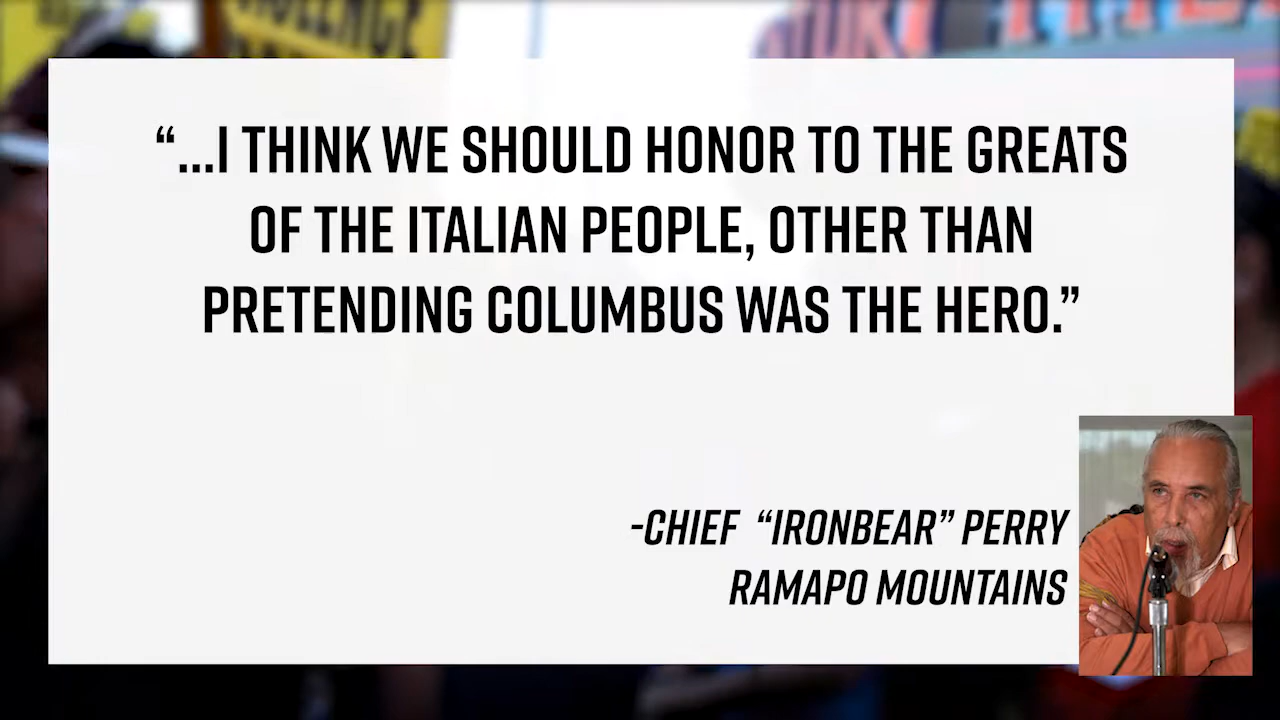 VIOLENCE
“...I THINK WE SHOULD HONOR TO THE GREATS
OF THE ITALIAN PEOPLE, OTHER THAN
PRETENDING COLUMBUS WAS THE HERO.”
-CHIEF “IRONBEAR” PERRY
RAMAPO MOUNTAINS